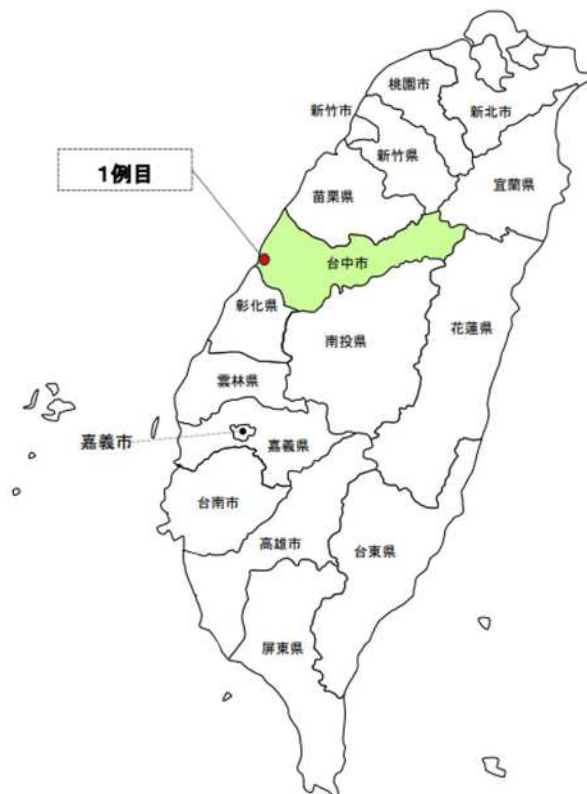 桃園市
新北市
新竹市
新竹県
1例目
宜蘭県
苗栗県
台中市
彰化県
花蓮県
南投県
雲林県
嘉義市
嘉義県
台南市
高雄市
台東県
屏東県